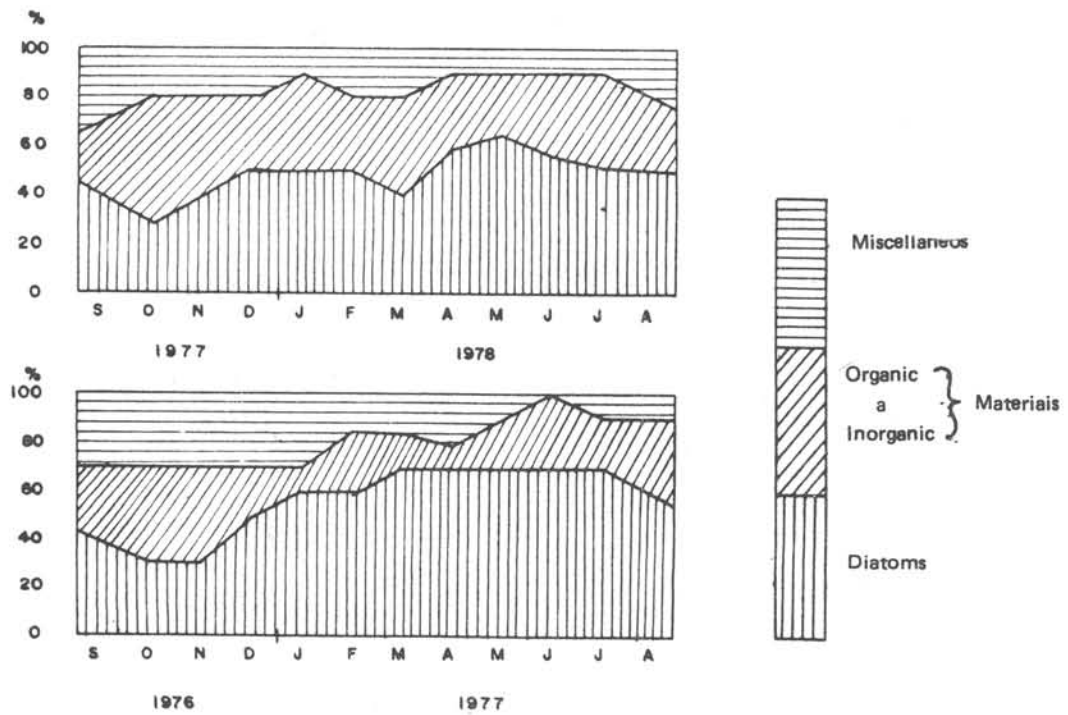 %
100
80
60
40
20
0
S O N D J F M A M J J A
1977 1978
%
100
80
60
40
20
0
S O N D J F M A M J J A
1976 1977
Miscellaneos
Organic
a
Inorganic
Materiais
Diatoms